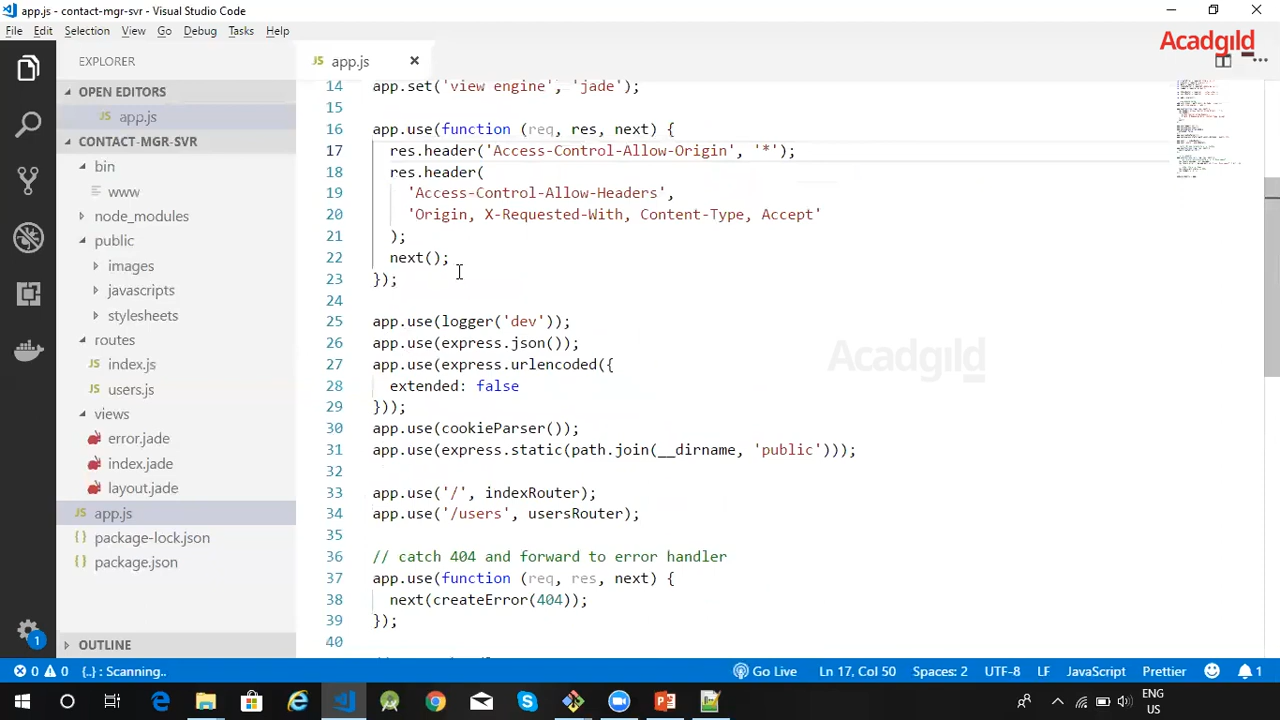 app.js - contact-mgr-svr - Visual Studio Code
File Edit Selection View Go Debug Tasks Help
Acadgild
EXPLORER
app.js
OPEN EDITORS
app.js
CONTACT-MGR-SVR
bin
www
node_modules
public
images
javascripts
stylesheets
routes
index.js
users.js
views
error.jade
index.jade
layout.jade
app.js
package-lock.json
package.json
OUTLINE
14 app.set('view engine', 'jade');
15
16 app.use(function (req, res, next) {
17 res.header('Access-Control-Allow-Origin', '*');
18 res.header(
19 'Access-Control-Allow-Headers',
20 'Origin, X-Requested-With, Content-Type, Accept'
21 );
22 next();
23 });
24
25 app.use(logger('dev'));
26 app.use(express.json());
27 app.use(express.urlencoded({
28 extended: false
29 }));
30 app.use(cookieParser());
31 app.use(express.static(path.join(__dirname, 'public')));
32
33 app.use('/', indexRouter);
34 app.use('/users', usersRouter);
35
36 // catch 404 and forward to error handler
37 app.use(function (req, res, next) {
38 next(createError(404));
39 });
40
Acadgild
1
0 0 {..} : Scanning.. Go Live Ln 17, Col 50 Spaces: 2 UTF-8 LF JavaScript Prettier 1
ENG
US